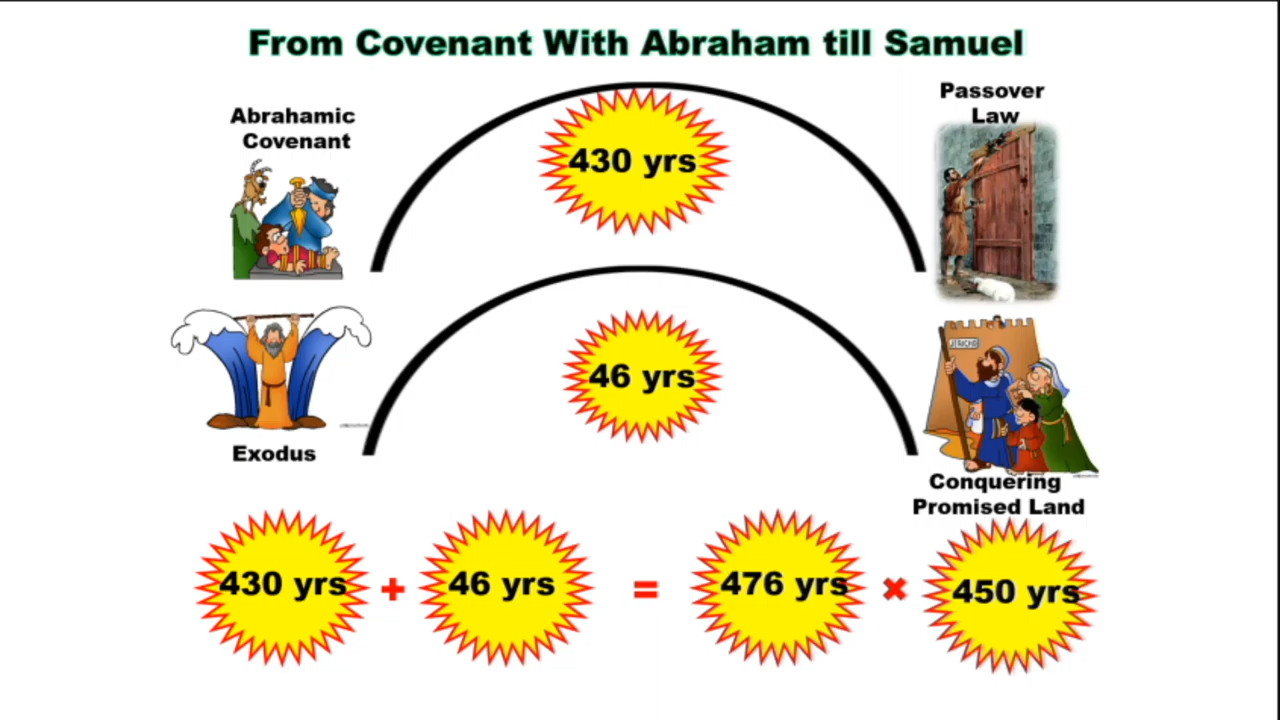 From Covenant With Abraham till Samuel
Abrahamic
Covenant
430 yrs
Passover
Law
46 yrs
JERICHO
Exodus
Conquering
Promised Land
430 yrs + 46 yrs = 476 yrs × 450 yrs